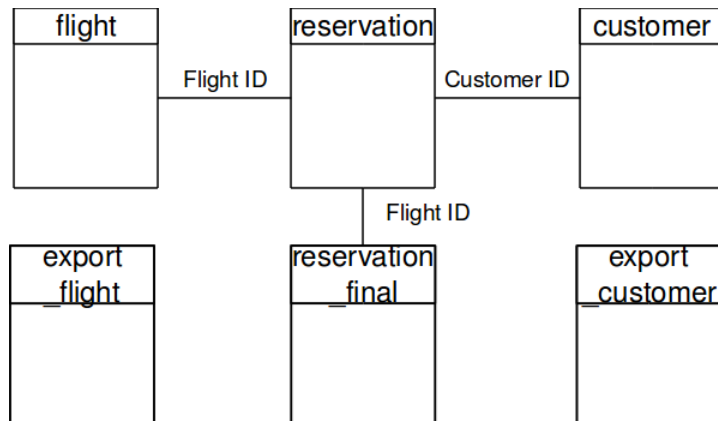 flight
reservation
customer
Flight ID
Customer ID
Flight ID
export
_flight
reservation
_final
export
_customer